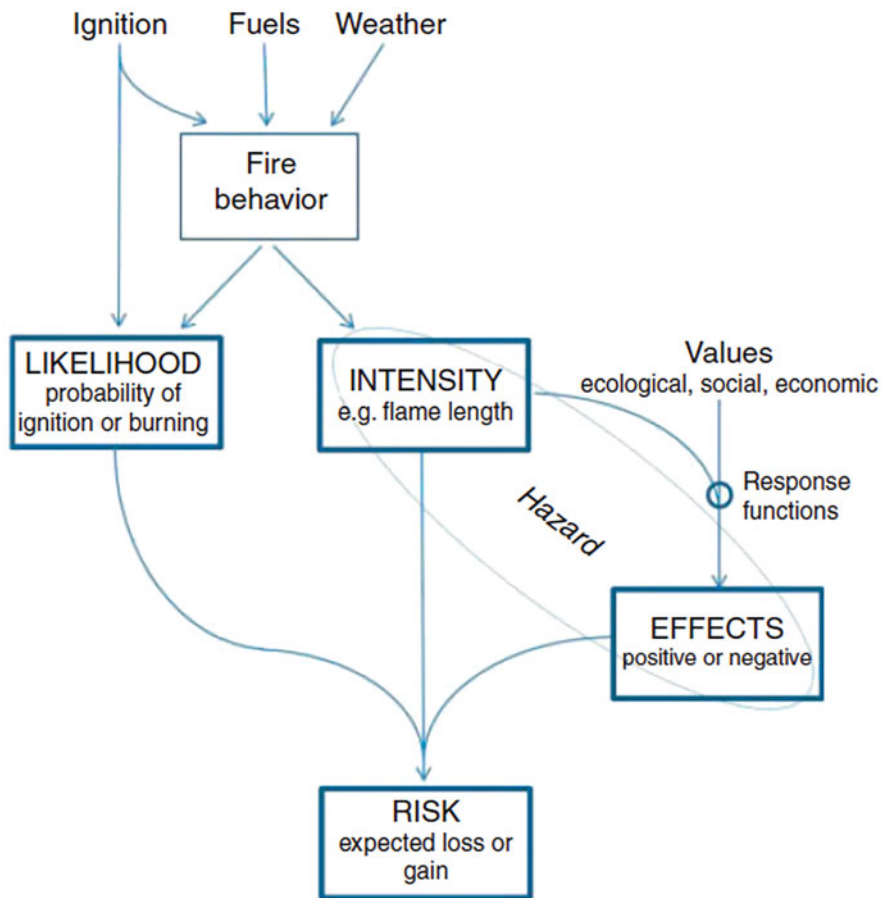 Ignition Fuels Weather
Fire
behavior
LIKELIHOOD
probability of
ignition or burning
INTENSITY
e.g. flame length
Values
ecological, social, economic
Response
functions
Hazard
EFFECTS
positive or negative
RISK
expected loss or
gain